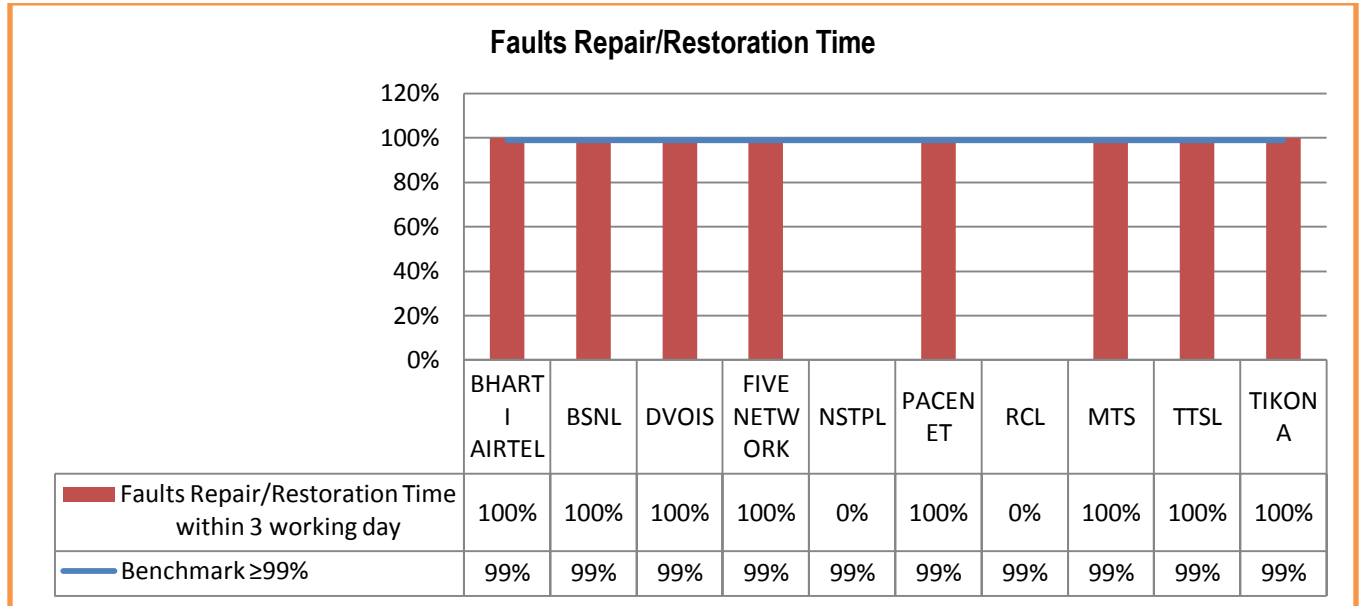 Faults Repair/Restoration Time
120%
100%
80%
60%
40%
20%
0%
BHART
I
AIRTEL
BSNL
DVOIS
FIVE
NETW
ORK
NSTPL
PACEN
ET
RCL
MTS
TTSL
TIKON
A
Faults Repair/Restoration Time
within 3 working day
100% 100% 100% 100% 0% 100% 0% 100% 100% 100%
Benchmark ≥99% 99% 99% 99% 99% 99% 99% 99% 99% 99% 99%